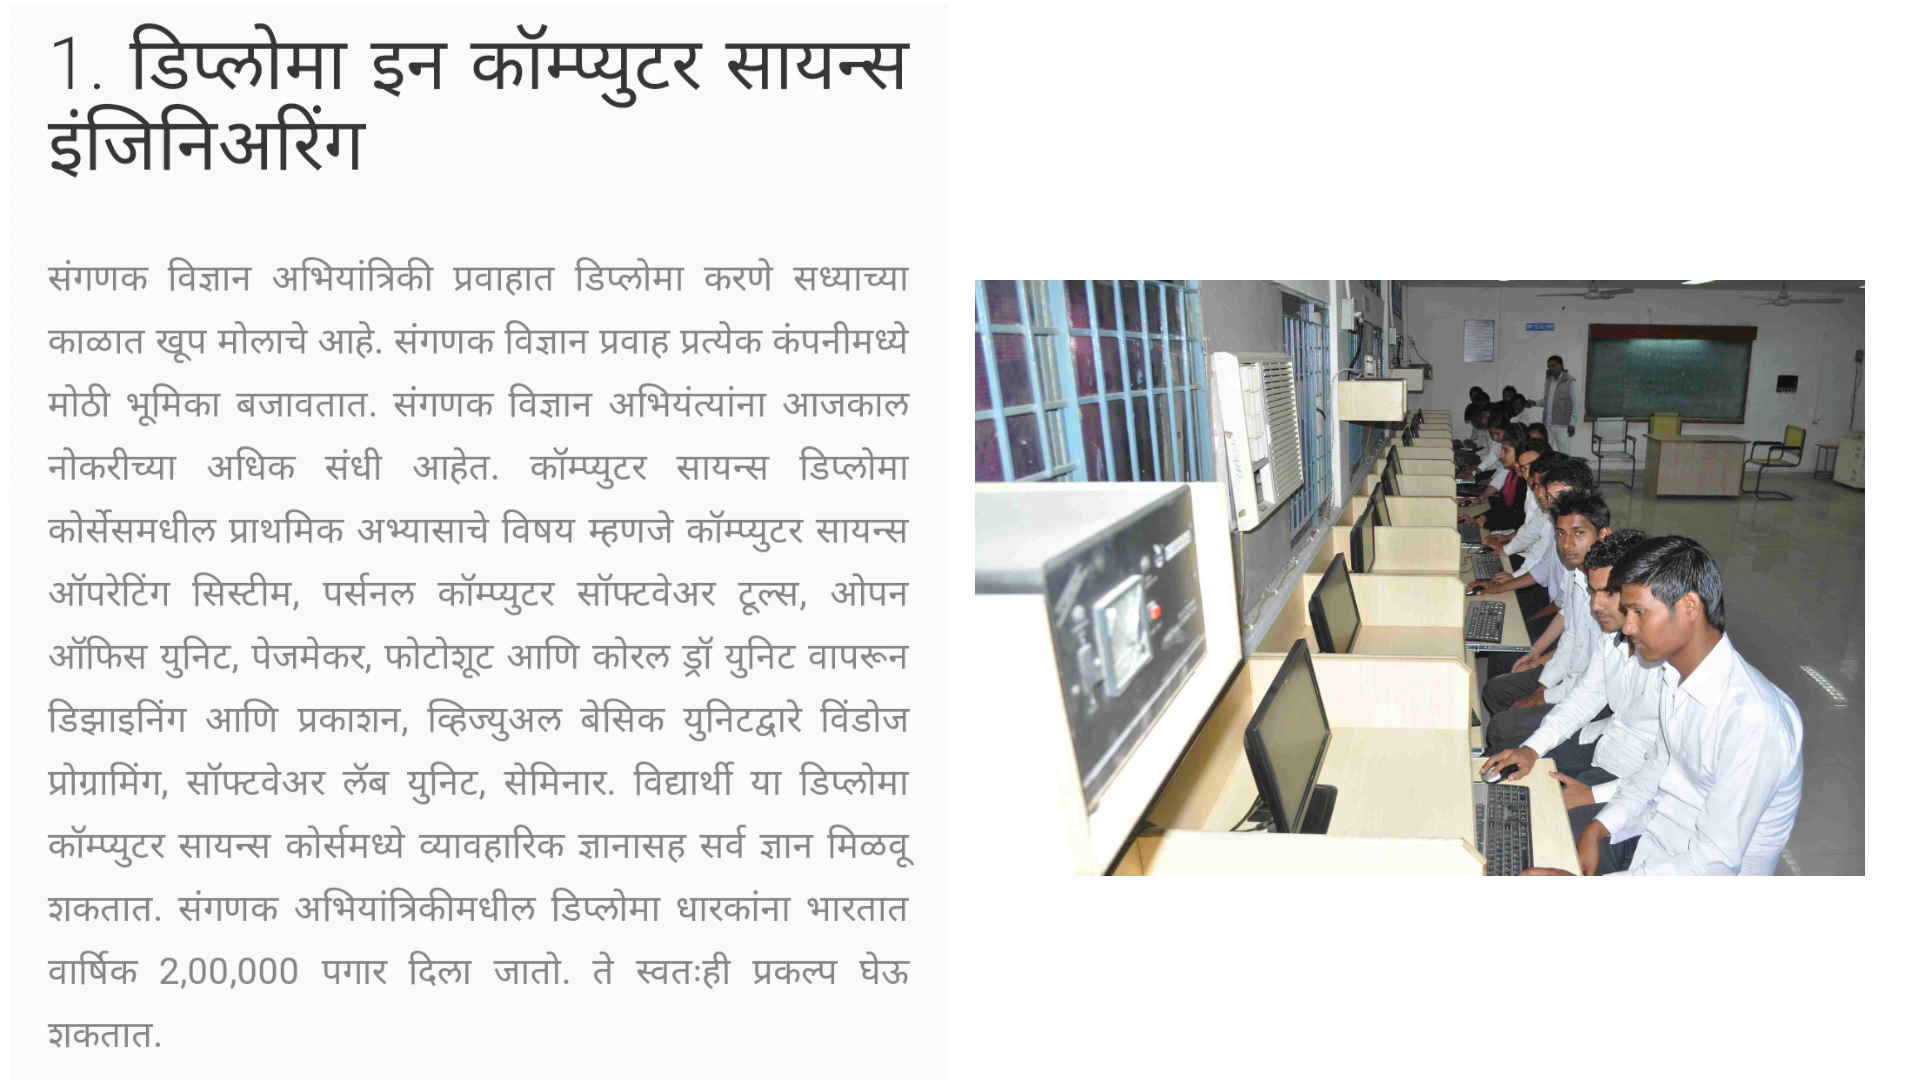 1. डिप्लोमा इन कॉम्प्युटर सायन्स
इंजिनिअरिंग
संगणक विज्ञान अभियांत्रिकी प्रवाहात डिप्लोमा करणे सध्याच्या
काळात खूप मोलाचे आहे. संगणक विज्ञान प्रवाह प्रत्येक कंपनीमध्ये
मोठी भूमिका बजावतात. संगणक विज्ञान अभियंत्यांना आजकाल
नोकरीच्या अधिक संधी आहेत. कॉम्प्युटर सायन्स डिप्लोमा
कोर्सेसमधील प्राथमिक अभ्यासाचे विषय म्हणजे कॉम्प्युटर सायन्स
ऑपरेटिंग सिस्टीम, पर्सनल कॉम्प्युटर सॉफ्टवेअर टूल्स, ओपन
ऑफिस युनिट, पेजमेकर, फोटोशूट आणि कोरल ड्रॉ युनिट वापरून
डिझाइनिंग आणि प्रकाशन, व्हिज्युअल बेसिक युनिटद्वारे विंडोज
प्रोग्रामिंग, सॉफ्टवेअर लॅब युनिट, सेमिनार. विद्यार्थी या डिप्लोमा
कॉम्प्युटर सायन्स कोर्समध्ये व्यावहारिक ज्ञानासह सर्व ज्ञान मिळवू
शकतात. संगणक अभियांत्रिकीमधील डिप्लोमा धारकांना भारतात
वार्षिक 2,00,000 पगार दिला जातो. ते स्वतःही प्रकल्प घेऊ
शकतात.